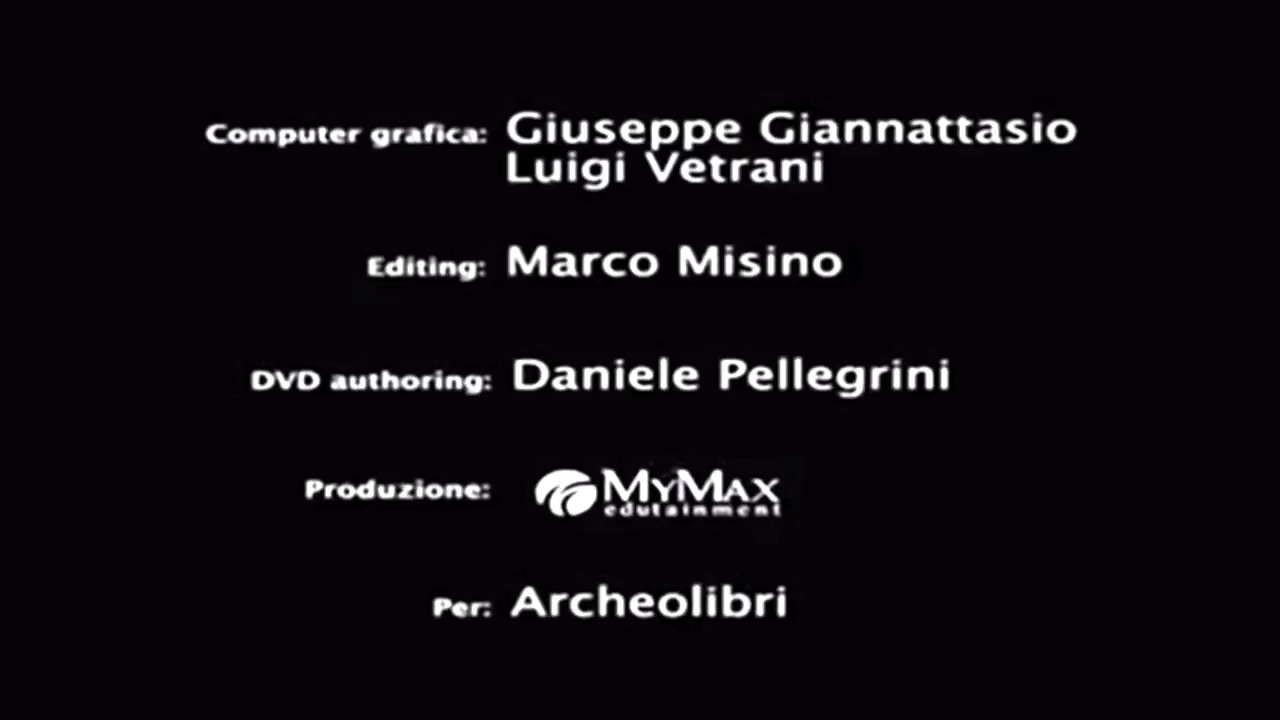 Computer grafica: Giuseppe Giannattasio
Luigi Vetrani
Editing: Marco Misino
DVD authoring: Daniele Pellegrini
Produzione: MYMAX
edutainment
Per: Archeolibri